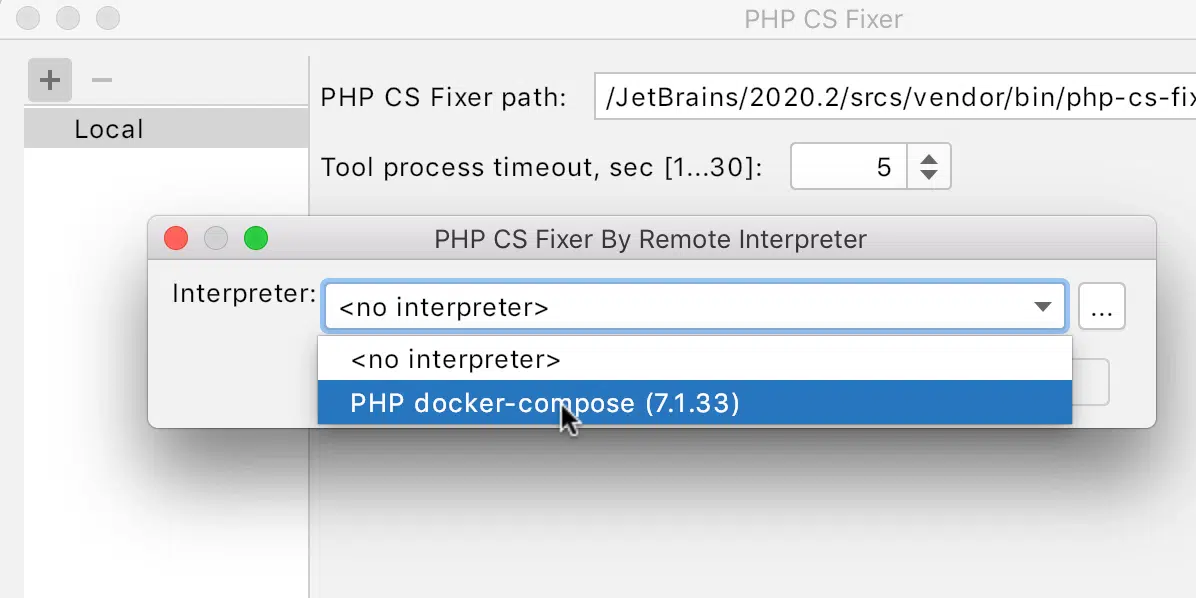 PHP CS Fixer
Local
PHP CS Fixer path: /JetBrains/2020.2/srcs/vendor/bin/php-cs-fix
Tool process timeout, sec [1...30]: 5
PHP CS Fixer By Remote Interpreter
Interpreter: <no interpreter> ...
<no interpreter>
PHP docker-compose (7.1.33)